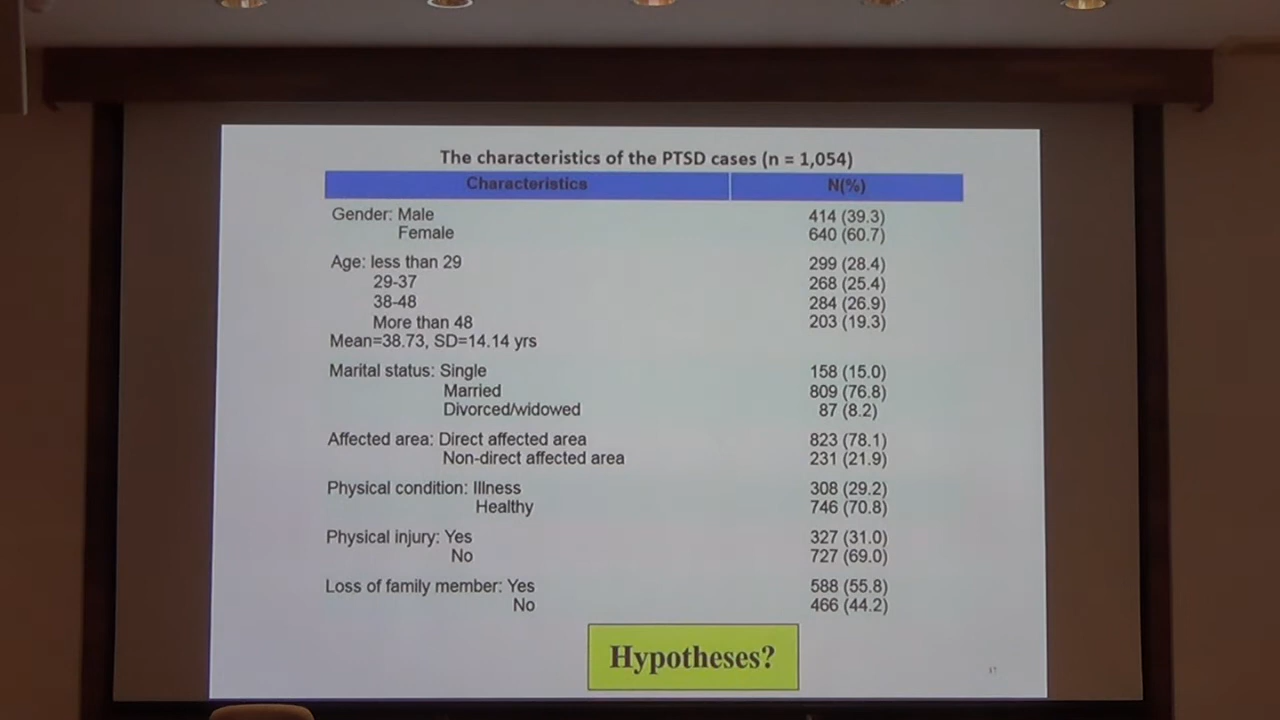 The characteristics of the PTSD cases (n = 1,054)
Characteristics N(%)
Gender: Male 414 (39.3)
Female 640 (60.7)
Age: less than 29 299 (28.4)
29-37 268 (25.4)
38-48 284 (26.9)
More than 48 203 (19.3)
Mean=38.73, SD=14.14 yrs
Marital status: Single 158 (15.0)
Married 809 (76.8)
Divorced/widowed 87 (8.2)
Affected area: Direct affected area 823 (78.1)
Non-direct affected area 231 (21.9)
Physical condition: Illness 308 (29.2)
Healthy 746 (70.8)
Physical injury: Yes 327 (31.0)
No 727 (69.0)
Loss of family member: Yes 588 (55.8)
No 466 (44.2)
Hypotheses?